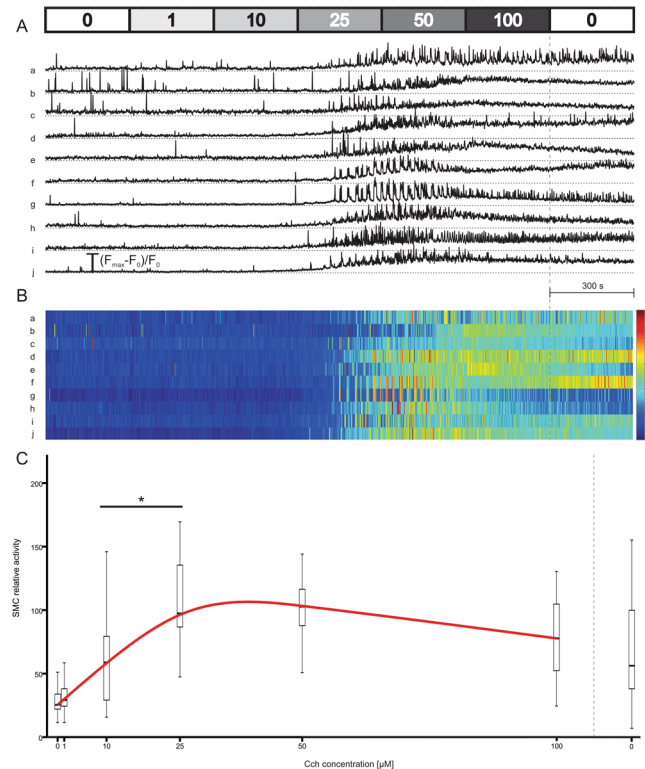 0 1 10 25 50 100 0
A
a
b
c
d
e
f
g
h
i
j
(Fmax-F0)/F0
300 s
B
a
b
c
d
e
f
g
h
i
j
C
200
*
150
100
50
0
SMC relative activity
0 1 10 25 50 100 0
Cch concentration [µM]